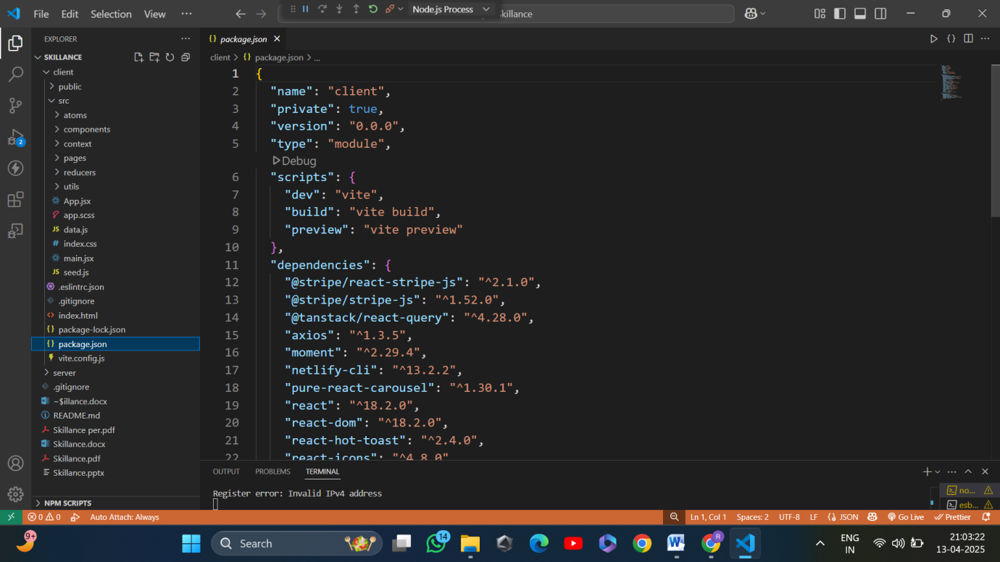 File Edit Selection View ··· Node.js Process Skillance
EXPLORER
SKILLANCE
client
public
src
atoms
components
context
pages
reducers
utils
App.jsx
app.scss
JS data.js
# index.css
main.jsx
JS seed.js
.eslintrc.json
.gitignore
<> index.html
{} package-lock.json
{} package.json
vite.config.js
server
.gitignore
~$illance.docx
README.md
Skillance per.pdf
Skillance.docx
Skillance.pdf
Skillance.pptx
NPM SCRIPTS
2
{} package.json
client > {} package.json > ...
1 {
2 "name": "client",
3 "private": true,
4 "version": "0.0.0",
5 "type": "module",
Debug
6 "scripts": {
7 "dev": "vite",
8 "build": "vite build",
9 "preview": "vite preview"
10 },
11 "dependencies": {
12 "@stripe/react-stripe-js": "^2.1.0",
13 "@stripe/stripe-js": "^1.52.0",
14 "@tanstack/react-query": "^4.28.0",
15 "axios": "^1.3.5",
16 "moment": "^2.29.4",
17 "netlify-cli": "^13.2.2",
18 "pure-react-carousel": "^1.30.1",
19 "react": "^18.2.0",
20 "react-dom": "^18.2.0",
21 "react-hot-toast": "^2.4.0",
22 "react-icons": "^4.8.0"
OUTPUT PROBLEMS TERMINAL
Register error: Invalid IPv4 address
no...
esb...
0 0 Auto Attach: Always Ln 1, Col 1 Spaces: 2 UTF-8 LF {} JSON Go Live Prettier
9+ Search 14 R ENG
IN
21:03:22
13-04-2025